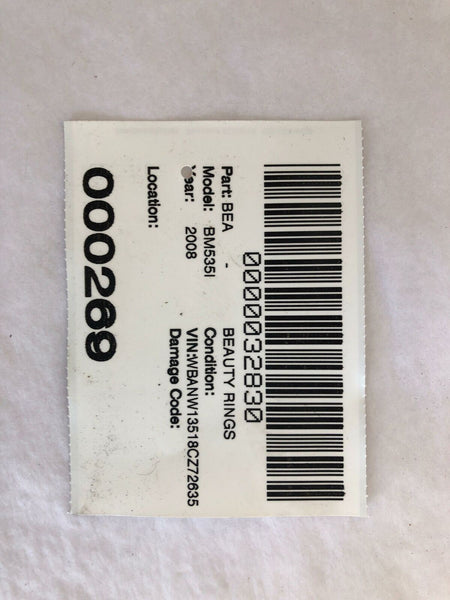 0000032830
Part: BEA - BEAUTY RINGS
Model: BM535I Condition:
Year: 2008 VIN:WBANW13518CZ72635
Damage Code:
Location:
000269